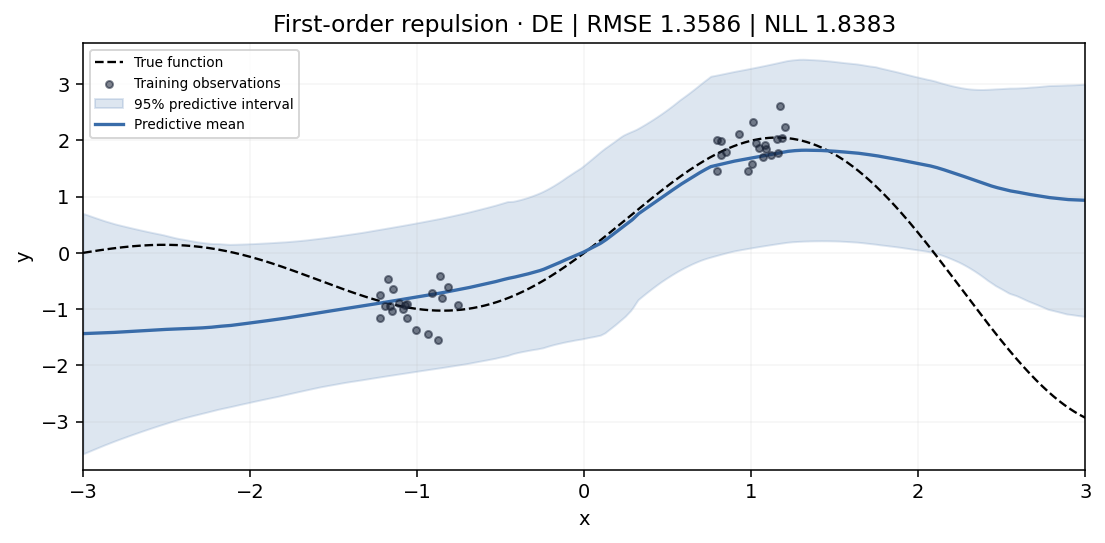 First-order repulsion · DE | RMSE 1.3586 | NLL 1.8383
True function
Training observations
95% predictive interval
Predictive mean
y
3
2
1
0
−1
−2
−3
−3
−2
−1
0
1
2
3
x